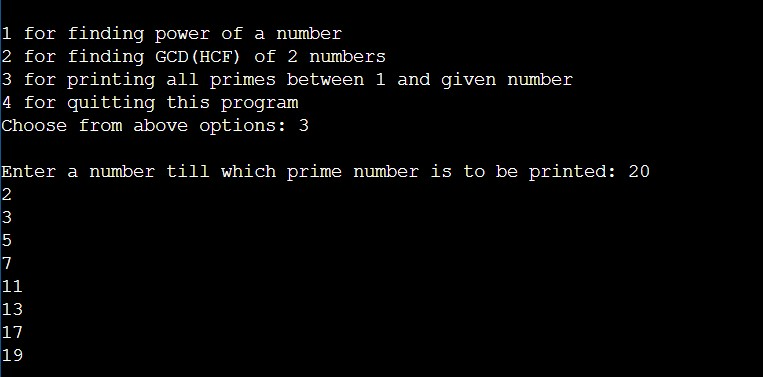 1 for finding power of a number
2 for finding GCD(HCF) of 2 numbers
3 for printing all primes between 1 and given number
4 for quitting this program
Choose from above options: 3
Enter a number till which prime number is to be printed: 20
2
3
5
7
11
13
17
19